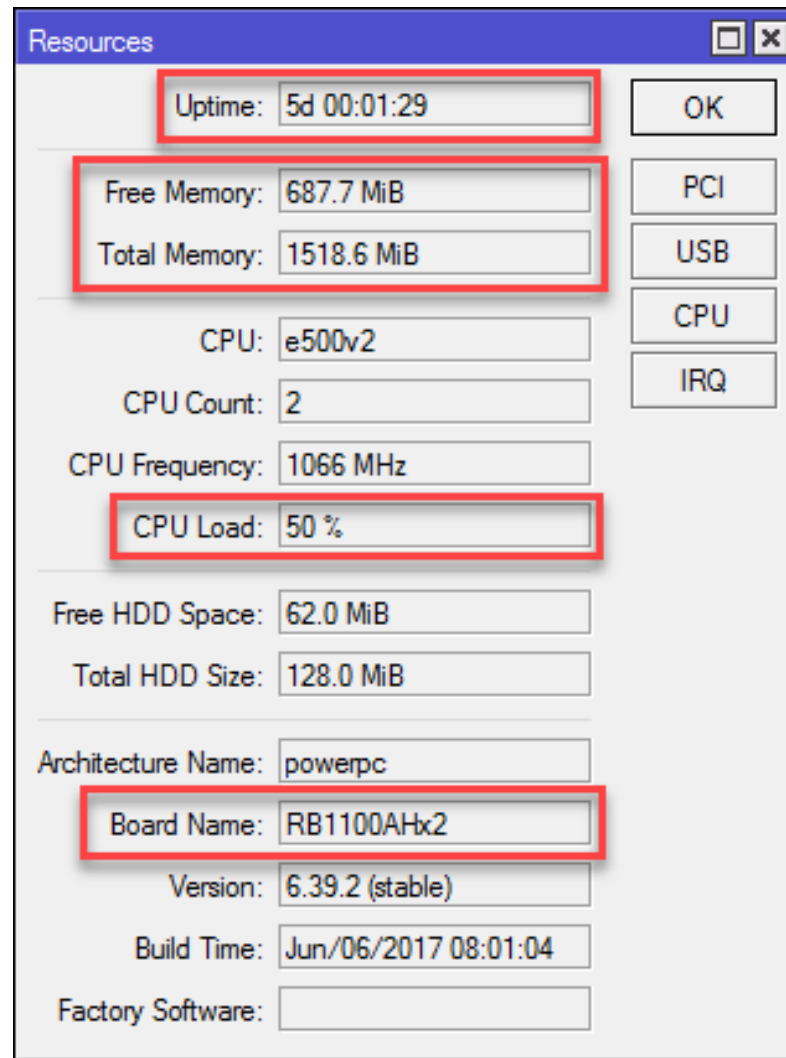 Resources
Uptime: 5d 00:01:29
OK
Free Memory: 687.7 MiB
PCI
Total Memory: 1518.6 MiB
USB
CPU: e500v2
CPU
CPU Count: 2
IRQ
CPU Frequency: 1066 MHz
CPU Load: 50 %
Free HDD Space: 62.0 MiB
Total HDD Size: 128.0 MiB
Architecture Name: powerpc
Board Name: RB1100AHx2
Version: 6.39.2 (stable)
Build Time: Jun/06/2017 08:01:04
Factory Software: